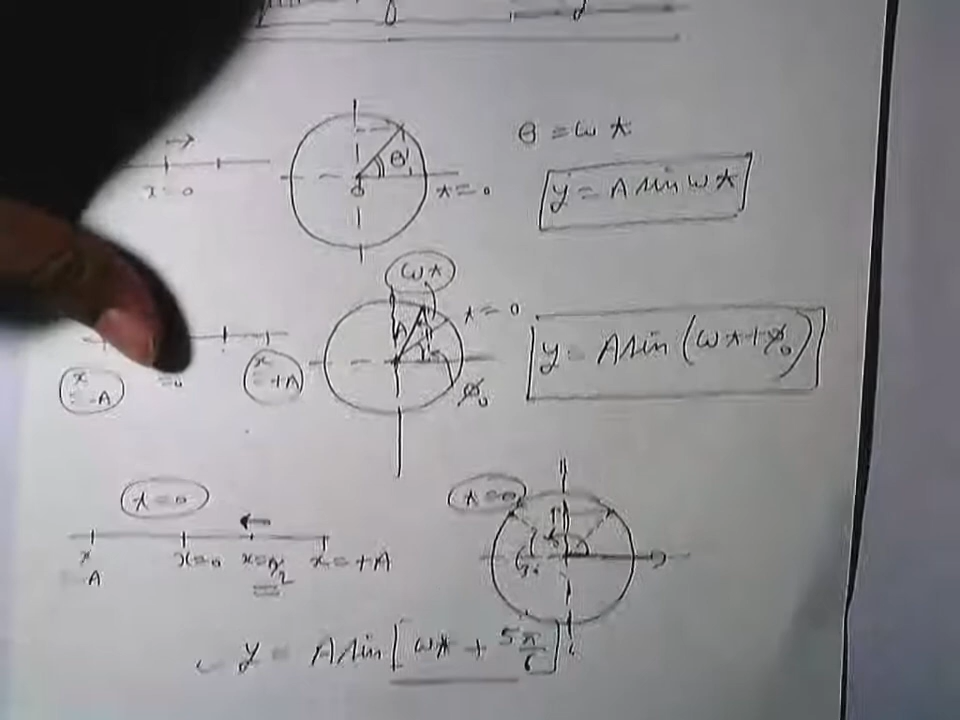 θ = ωt
x = 0
θ
t = 0
y = A sin ωt
ωt
A
t = 0
y = A sin (ωt + φ₀)
x = -A
= 0
x = +A
φ₀
t = 0
t = 0
x = -A
x = 0
x = A/2
x = +A
y = A sin [ωt + 5π/6]